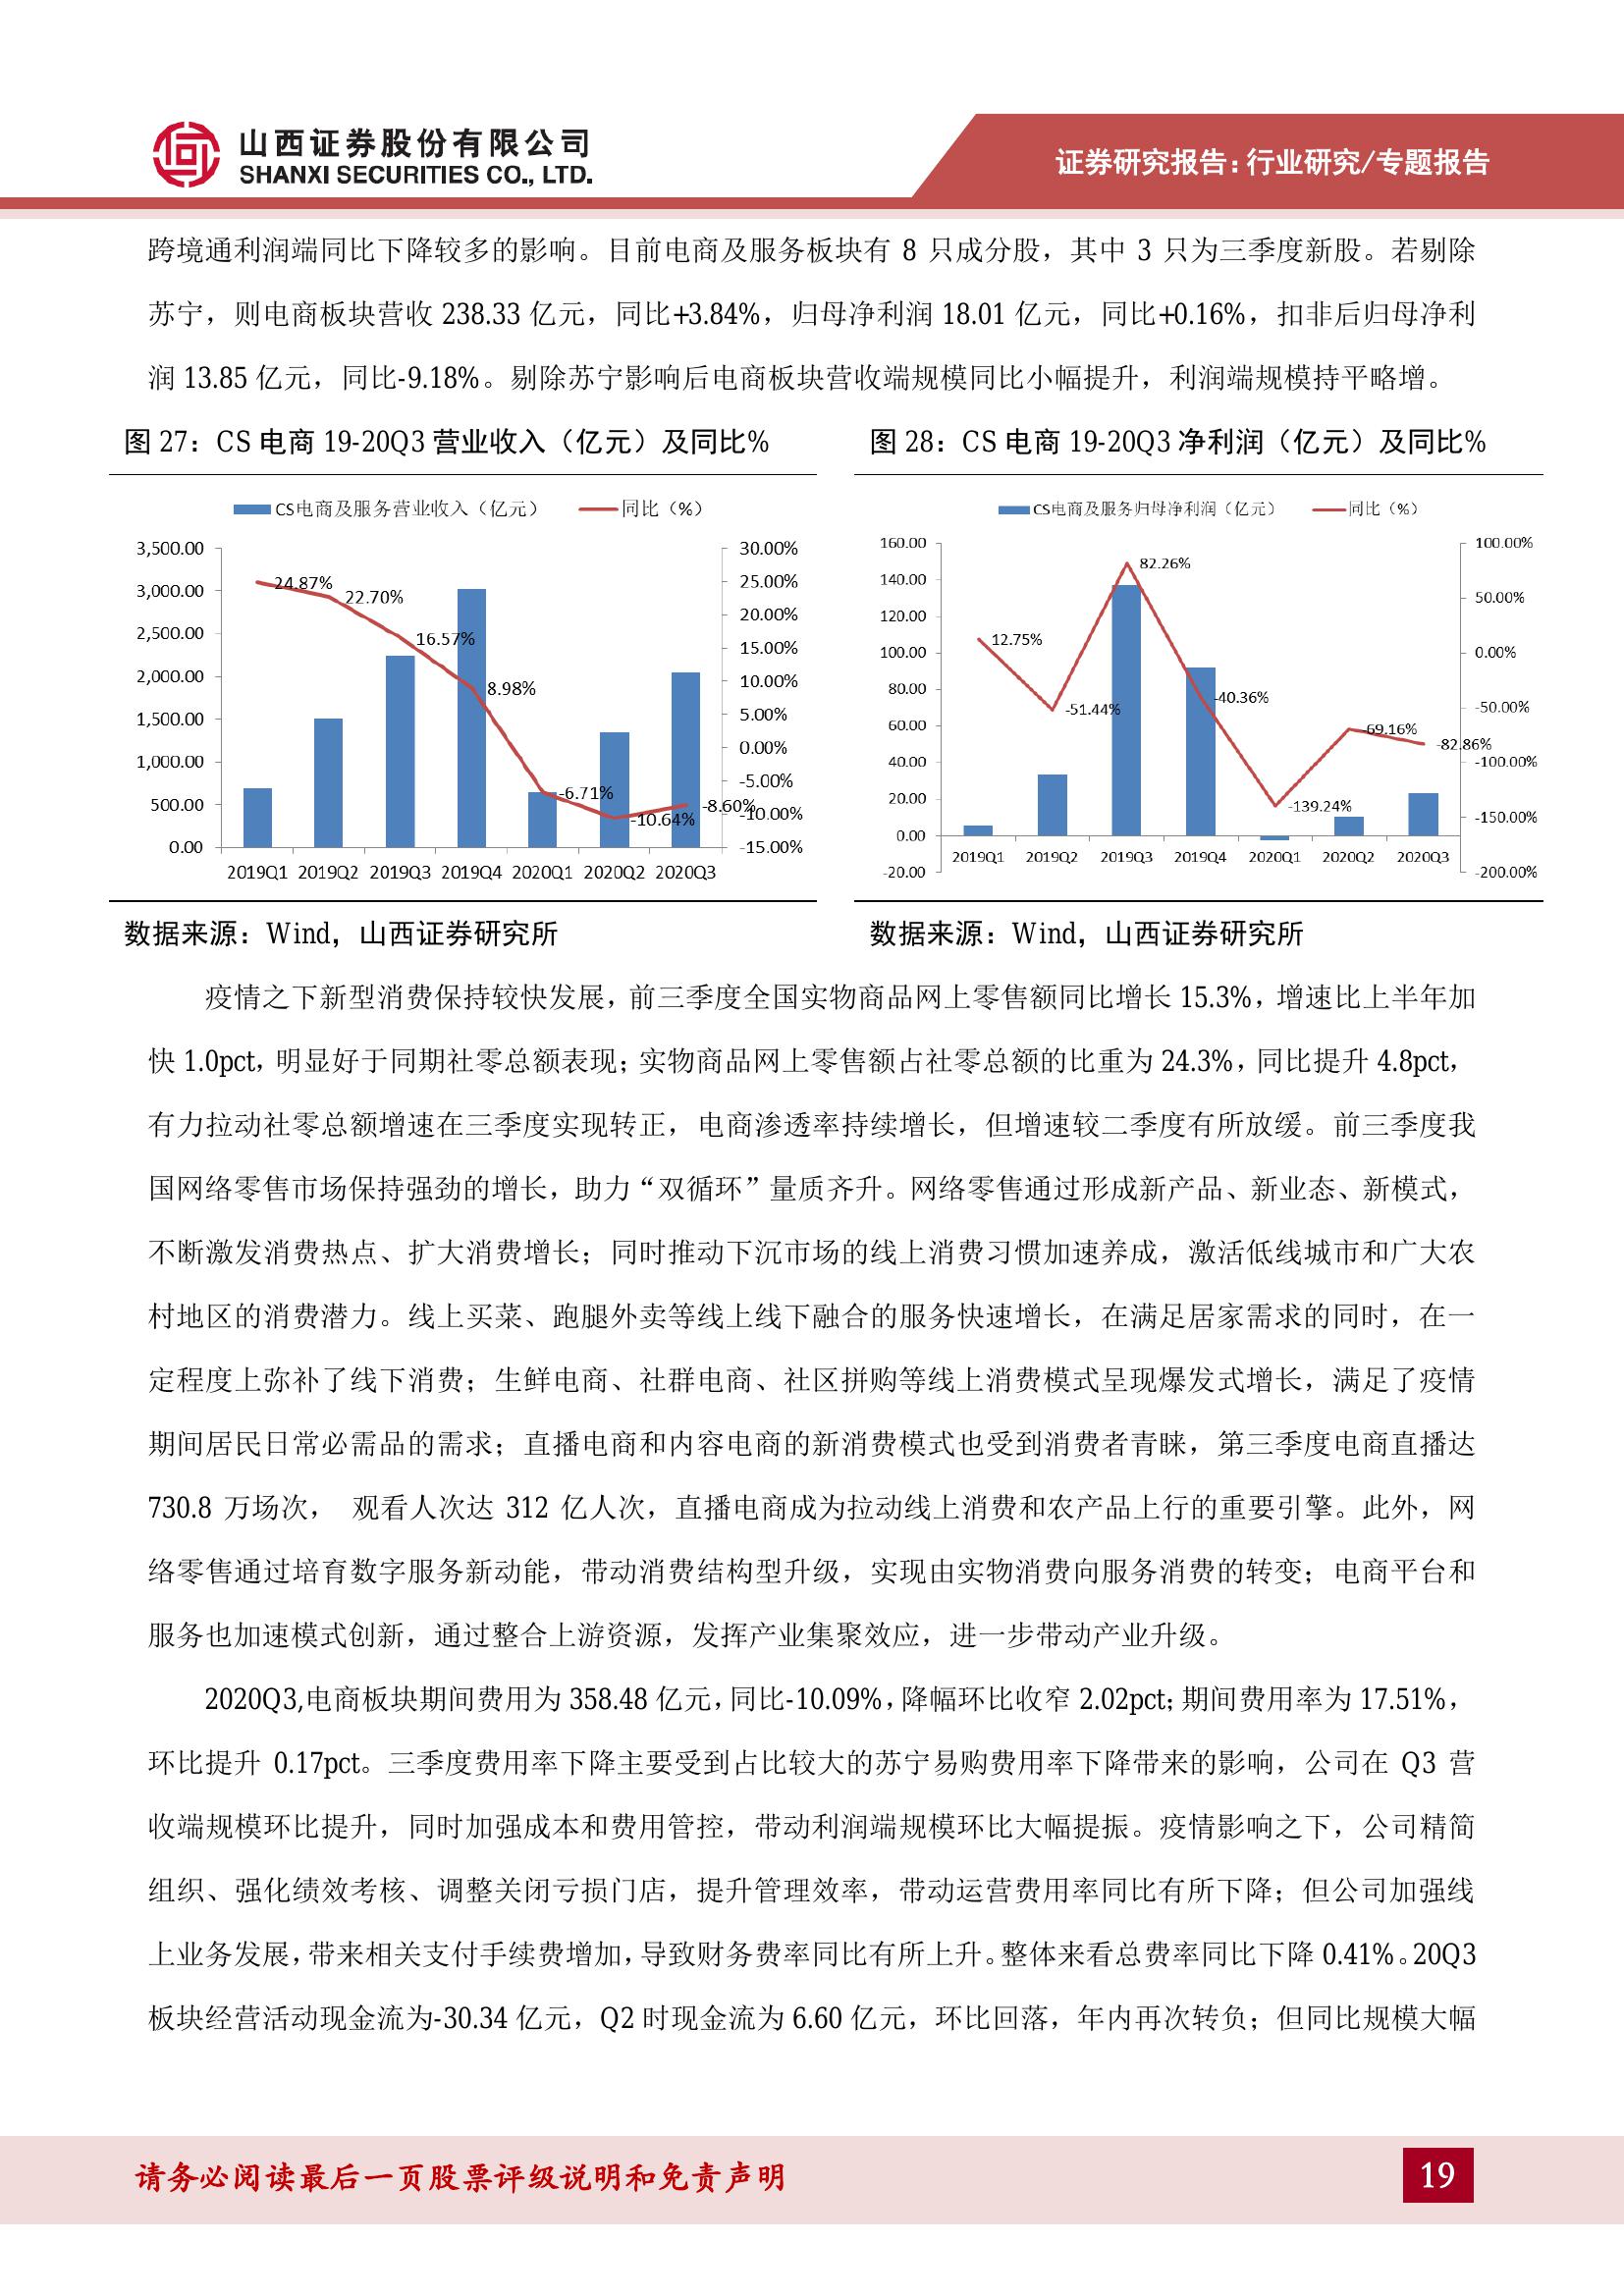 山西证券股份有限公司
SHANXI SECURITIES CO., LTD.
证券研究报告：行业研究/专题报告
跨境通利润端同比下降较多的影响。目前电商及服务板块有 8 只成分股，其中 3 只为三季度新股。若剔除
苏宁，则电商板块营收 238.33 亿元，同比+3.84%，归母净利润 18.01 亿元，同比+0.16%，扣非后归母净利
润 13.85 亿元，同比-9.18%。剔除苏宁影响后电商板块营收端规模同比小幅提升，利润端规模持平略增。
图 27：CS 电商 19-20Q3 营业收入（亿元）及同比%
CS电商及服务营业收入（亿元） 同比（%）
3,500.00
3,000.00
2,500.00
2,000.00
1,500.00
1,000.00
500.00
0.00
30.00%
25.00%
20.00%
15.00%
10.00%
5.00%
0.00%
-5.00%
-10.00%
-15.00%
24.87%
22.70%
16.57%
8.98%
-6.71%
-10.64%
-8.60%
2019Q1 2019Q2 2019Q3 2019Q4 2020Q1 2020Q2 2020Q3
数据来源：Wind，山西证券研究所
图 28：CS 电商 19-20Q3 净利润（亿元）及同比%
CS电商及服务归母净利润（亿元） 同比（%）
160.00
140.00
120.00
100.00
80.00
60.00
40.00
20.00
0.00
-20.00
100.00%
50.00%
0.00%
-50.00%
-100.00%
-150.00%
-200.00%
12.75%
-51.44%
82.26%
-40.36%
-139.24%
-69.16%
-82.86%
2019Q1 2019Q2 2019Q3 2019Q4 2020Q1 2020Q2 2020Q3
数据来源：Wind，山西证券研究所
疫情之下新型消费保持较快发展，前三季度全国实物商品网上零售额同比增长 15.3%，增速比上半年加
快 1.0pct，明显好于同期社零总额表现；实物商品网上零售额占社零总额的比重为 24.3%，同比提升 4.8pct，
有力拉动社零总额增速在三季度实现转正，电商渗透率持续增长，但增速较二季度有所放缓。前三季度我
国网络零售市场保持强劲的增长，助力“双循环”量质齐升。网络零售通过形成新产品、新业态、新模式，
不断激发消费热点、扩大消费增长；同时推动下沉市场的线上消费习惯加速养成，激活低线城市和广大农
村地区的消费潜力。线上买菜、跑腿外卖等线上线下融合的服务快速增长，在满足居家需求的同时，在一
定程度上弥补了线下消费；生鲜电商、社群电商、社区拼购等线上消费模式呈现爆发式增长，满足了疫情
期间居民日常必需品的需求；直播电商和内容电商的新消费模式也受到消费者青睐，第三季度电商直播达
730.8 万场次， 观看人次达 312 亿人次，直播电商成为拉动线上消费和农产品上行的重要引擎。此外，网
络零售通过培育数字服务新动能，带动消费结构型升级，实现由实物消费向服务消费的转变；电商平台和
服务也加速模式创新，通过整合上游资源，发挥产业集聚效应，进一步带动产业升级。
2020Q3,电商板块期间费用为 358.48 亿元，同比-10.09%，降幅环比收窄 2.02pct；期间费用率为 17.51%，
环比提升 0.17pct。三季度费用率下降主要受到占比较大的苏宁易购费用率下降带来的影响，公司在 Q3 营
收端规模环比提升，同时加强成本和费用管控，带动利润端规模环比大幅提振。疫情影响之下，公司精简
组织、强化绩效考核、调整关闭亏损门店，提升管理效率，带动运营费用率同比有所下降；但公司加强线
上业务发展，带来相关支付手续费增加，导致财务费率同比有所上升。整体来看总费率同比下降 0.41%。20Q3
板块经营活动现金流为-30.34 亿元，Q2 时现金流为 6.60 亿元，环比回落，年内再次转负；但同比规模大幅
请务必阅读最后一页股票评级说明和免责声明
19